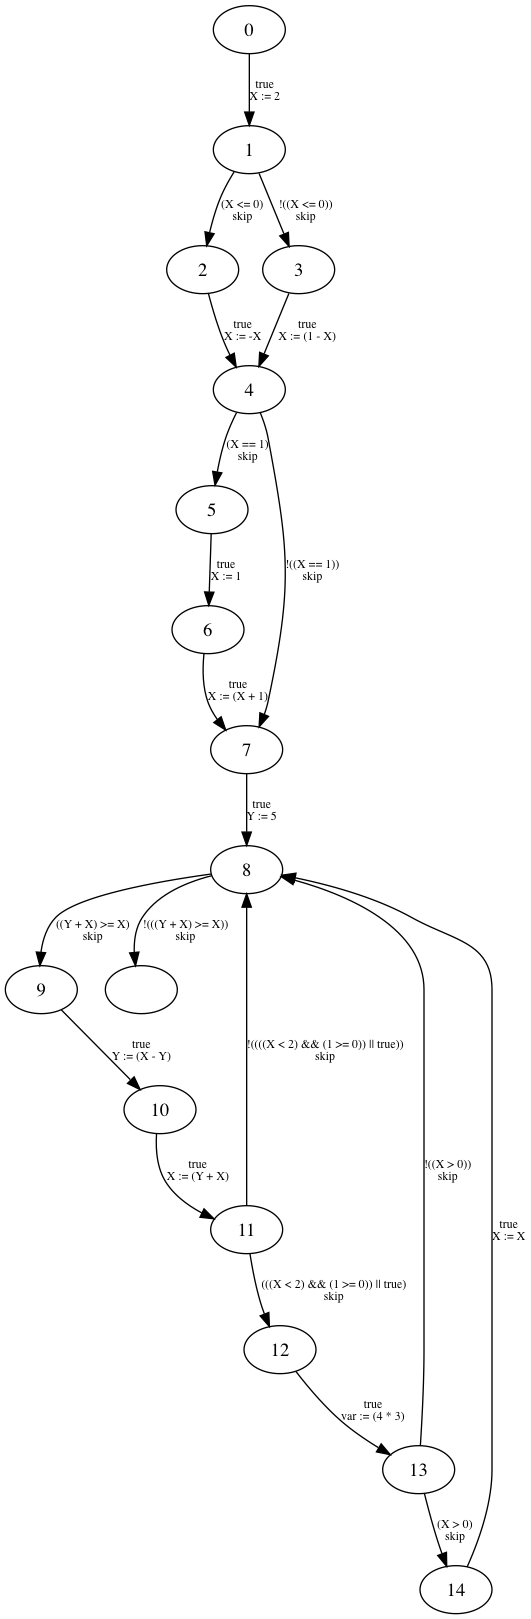 0
true
X := 2
1
(X <= 0)
skip
!((X <= 0))
skip
2
3
true
X := -X
true
X := (1 - X)
4
(X == 1)
skip
5
!((X == 1))
skip
true
X := 1
6
true
X := (X + 1)
7
true
Y := 5
8
((Y + X) >= X)
skip
!(((Y + X) >= X))
skip
9
true
Y := (X - Y)
!((((X < 2) && (1 >= 0)) || true))
skip
10
true
X := (Y + X)
!((X > 0))
skip
11
true
X := X
(((X < 2) && (1 >= 0)) || true)
skip
12
true
var := (4 * 3)
13
(X > 0)
skip
14